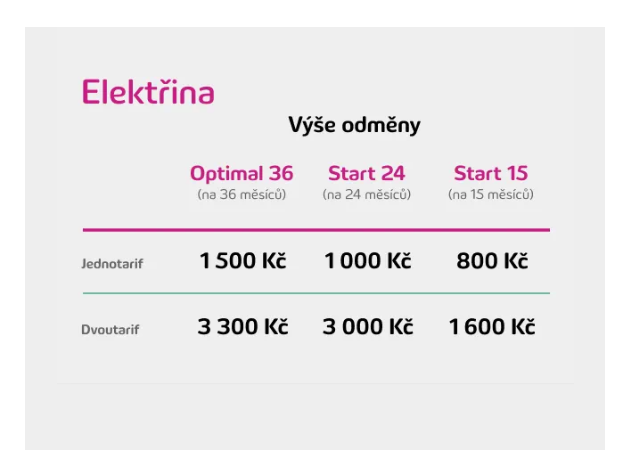 Elektřina
Výše odměny
Optimal 36 Start 24 Start 15
(na 36 měsíců) (na 24 měsíců) (na 15 měsíců)
Jednotarif 1 500 Kč 1 000 Kč 800 Kč
Dvoutarif 3 300 Kč 3 000 Kč 1 600 Kč